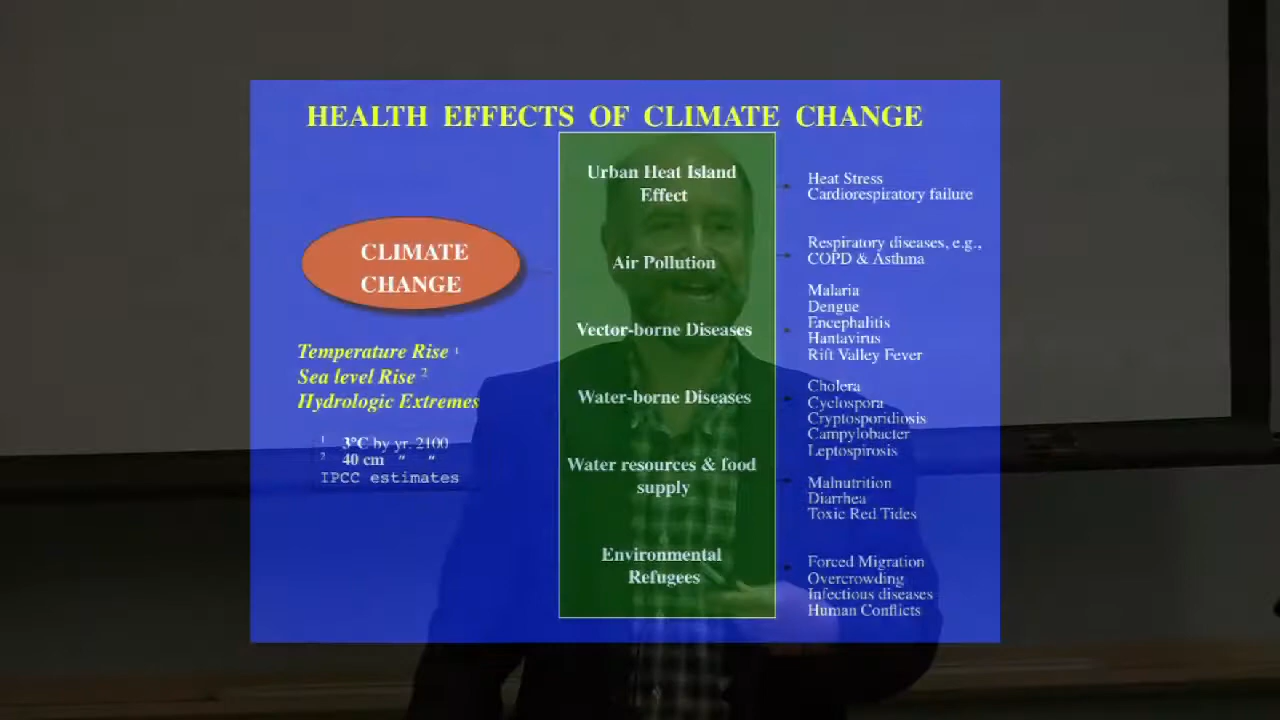 HEALTH EFFECTS OF CLIMATE CHANGE
CLIMATE
CHANGE
Temperature Rise 1
Sea level Rise 2
Hydrologic Extremes
1 3°C by yr. 2100
2 40 cm " "
IPCC estimates
Urban Heat Island
Effect
Air Pollution
Vector-borne Diseases
Water-borne Diseases
Water resources & food
supply
Environmental
Refugees
Heat Stress
Cardiorespiratory failure
Respiratory diseases, e.g.,
COPD & Asthma
Malaria
Dengue
Encephalitis
Hantavirus
Rift Valley Fever
Cholera
Cyclospora
Cryptosporidiosis
Campylobacter
Leptospirosis
Malnutrition
Diarrhea
Toxic Red Tides
Forced Migration
Overcrowding
Infectious diseases
Human Conflicts